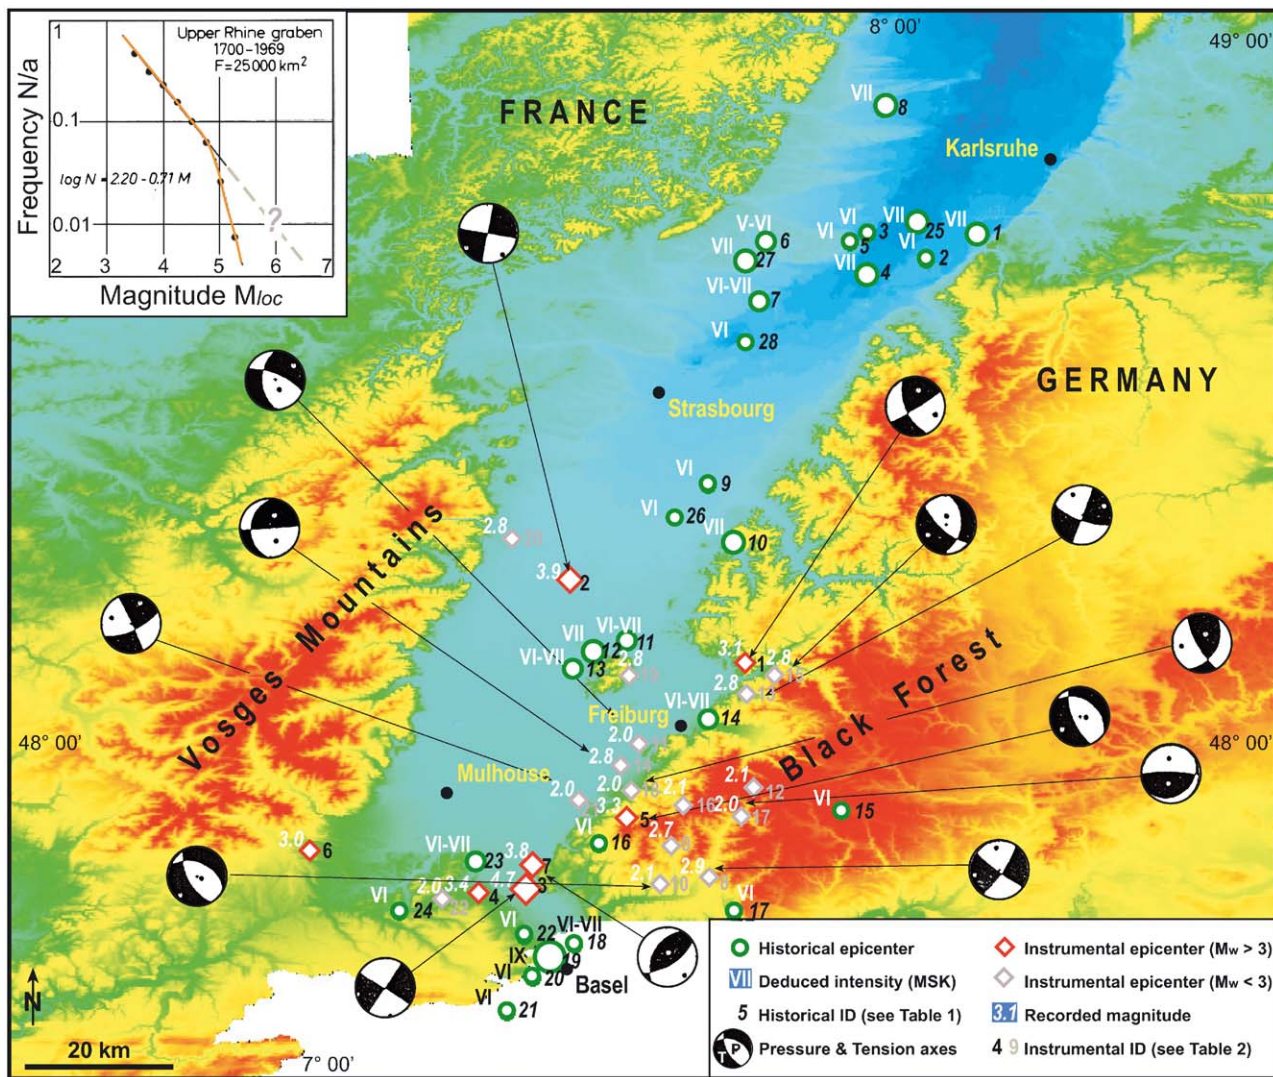 1
0.1
0.01
Frequency N/a
Upper Rhine graben
1700-1969
F=25000 km²
log N = 2.20 - 0.71 M
?
2 3 4 5 6 7
Magnitude Mloc
8° 00'
49° 00'
FRANCE
Karlsruhe
VII 8
VII 1
VII 25
VI 2
VI 3
VI 5
VII 4
V-VI 6
VII 27
VI-VII 7
VI 28
Strasbourg
GERMANY
VI 9
VI 26
VII 10
2.8
3.9 2
Vosges Mountains
VI-VII 11
VII 12
VI-VII 13
2.8
3.1 1
2.8
2.8
Black Forest
Freiburg
VI-VII 14
48° 00'
48° 00'
2.0
2.8
Mulhouse
2.0
2.0
2.1 16
2.1 12
2.0 17
3.3 5
VI 15
VI 16
2.7
3.0 6
VI-VII 23
3.8 7
4.7 3
3.4 4
2.0 22
VI 24
2.1 10
2.9
VI 17
VI 22
VI-VII 18
IX 19
VI 20
Basel
VI 21
N
20 km
7° 00'
Historical epicenter
VII Deduced intensity (MSK)
5 Historical ID (see Table 1)
T P Pressure & Tension axes
Instrumental epicenter (Mw > 3)
Instrumental epicenter (Mw < 3)
3.1 Recorded magnitude
4 9 Instrumental ID (see Table 2)